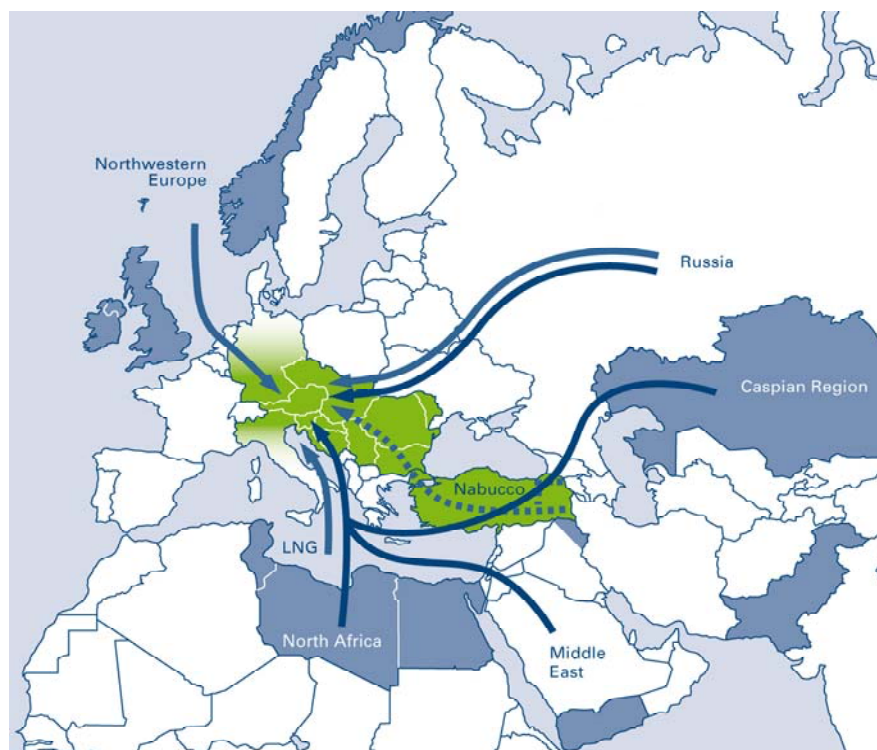 Northwestern
Europe
Russia
Caspian Region
Nabucco
LNG
North Africa
Middle
East